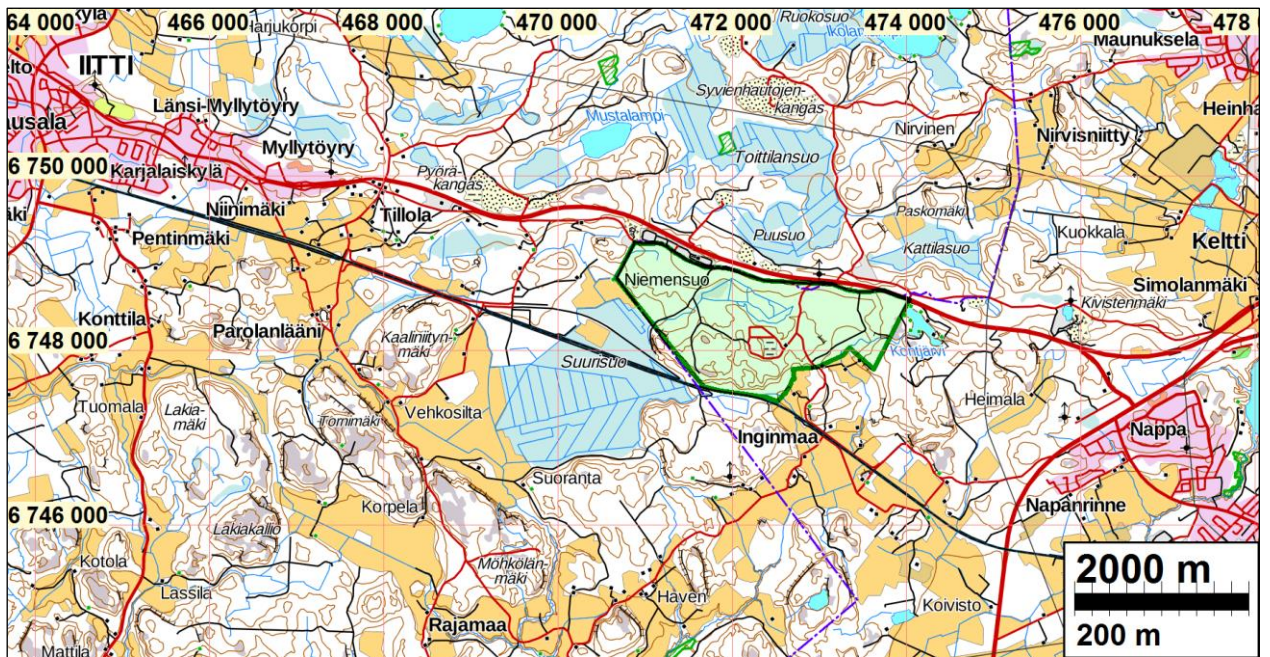 64 000 466 000 468 000 470 000 472 000 474 000 476 000 478 0
Ruokosuo
Maunuksela
IITTI
Syvienhautojen-
kangas
Heinha
Länsi-Myllytöyry
Mustalampi
Nirvinen
Nirvisniitty
ausala
Myllytöyry
Toittilansuo
6 750 000
Karjalaiskylä
Pyörä-
kangas
Niinimäki
Tillola
Paskomäki
Pentinmäki
Puusuo
Kattilasuo
Kuokkala
Keltti
Niemensuo
Simolanmäki
Kivistenmäki
Konttila
Parolanlääni
Kaaliniityn-
mäki
6 748 000
Suurisuo
Tuomala
Lakia-
mäki
Tornimäki
Vehkosilta
Heimala
Inginmaa
Nappa
Suoranta
Korpela
Napanrinne
6 746 000
Lakiakallio
Kotola
Möhkölän-
mäki
2000 m
Lassila
Haven
Koivisto
Rajamaa
200 m
Mattila